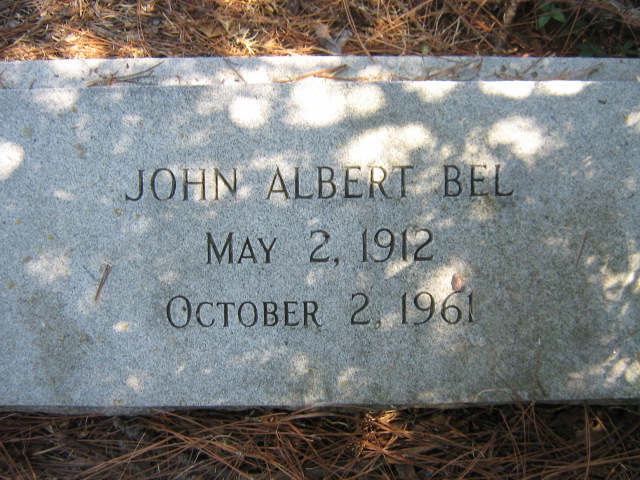 JOHN ALBERT BEL
MAY 2, 1912
OCTOBER 2, 1961